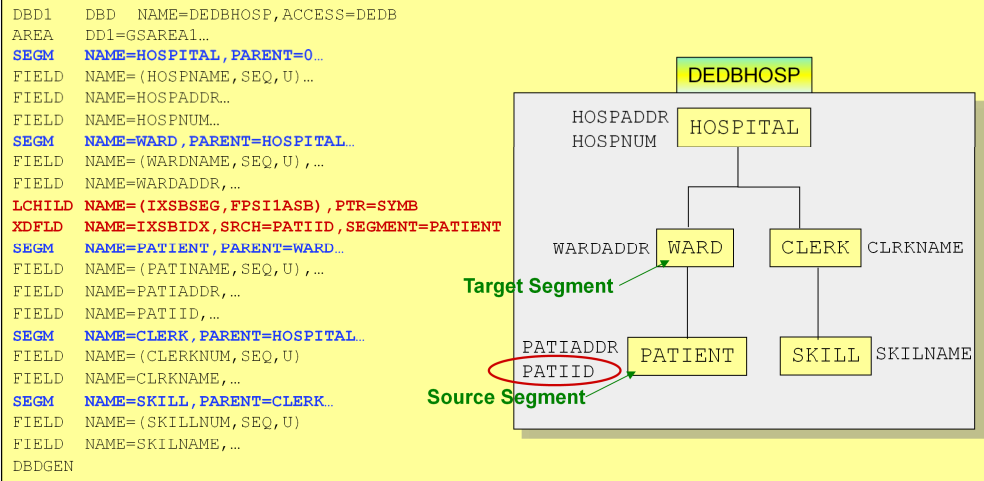 DBD1 DBD NAME=DEDBHOSP,ACCESS=DEDB
AREA DD1=GSAREA1…
SEGM NAME=HOSPITAL,PARENT=0…
FIELD NAME=(HOSPNAME,SEQ,U)…
FIELD NAME=HOSPADDR…
FIELD NAME=HOSPNUM…
SEGM NAME=WARD,PARENT=HOSPITAL…
FIELD NAME=(WARDNAME,SEQ,U),…
FIELD NAME=WARDADDR,…
LCHILD NAME=(IXSBSEG,FPSI1ASB),PTR=SYMB
XDFLD NAME=IXSBIDX,SRCH=PATIID,SEGMENT=PATIENT
SEGM NAME=PATIENT,PARENT=WARD…
FIELD NAME=(PATINAME,SEQ,U),…
FIELD NAME=PATIADDR,…
FIELD NAME=PATIID,…
SEGM NAME=CLERK,PARENT=HOSPITAL…
FIELD NAME=(CLERKNUM,SEQ,U)
FIELD NAME=CLRKNAME,…
SEGM NAME=SKILL,PARENT=CLERK…
FIELD NAME=(SKILLNUM,SEQ,U)
FIELD NAME=SKILNAME,…
DBDGEN
DEDBHOSP
HOSPADDR
HOSPNUM
HOSPITAL
WARDADDR
WARD
CLERK
CLRKNAME
Target Segment
PATIADDR
PATIID
PATIENT
SKILL
SKILNAME
Source Segment